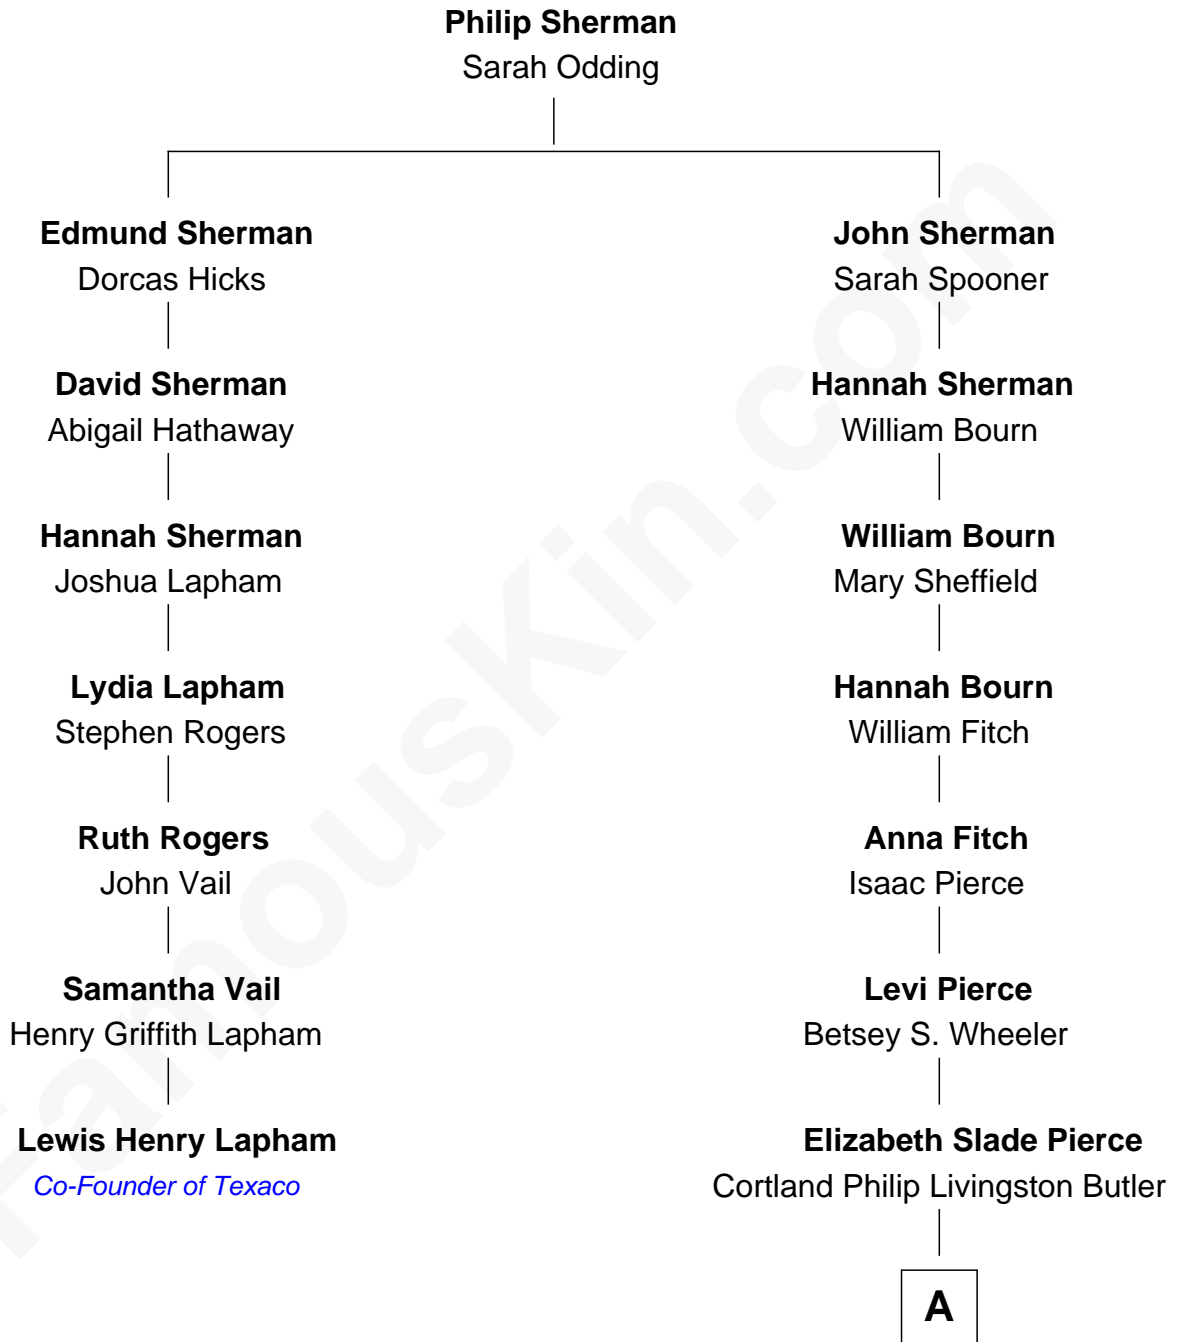 Philip Sherman
Sarah Odding
Edmund Sherman
Dorcas Hicks
John Sherman
Sarah Spooner
David Sherman
Abigail Hathaway
Hannah Sherman
William Bourn
Hannah Sherman
Joshua Lapham
William Bourn
Mary Sheffield
Lydia Lapham
Stephen Rogers
Hannah Bourn
William Fitch
Ruth Rogers
John Vail
Anna Fitch
Isaac Pierce
Samantha Vail
Henry Griffith Lapham
Levi Pierce
Betsey S. Wheeler
Lewis Henry Lapham
Co-Founder of Texaco
Elizabeth Slade Pierce
Cortland Philip Livingston Butler
A
FamousKin.com